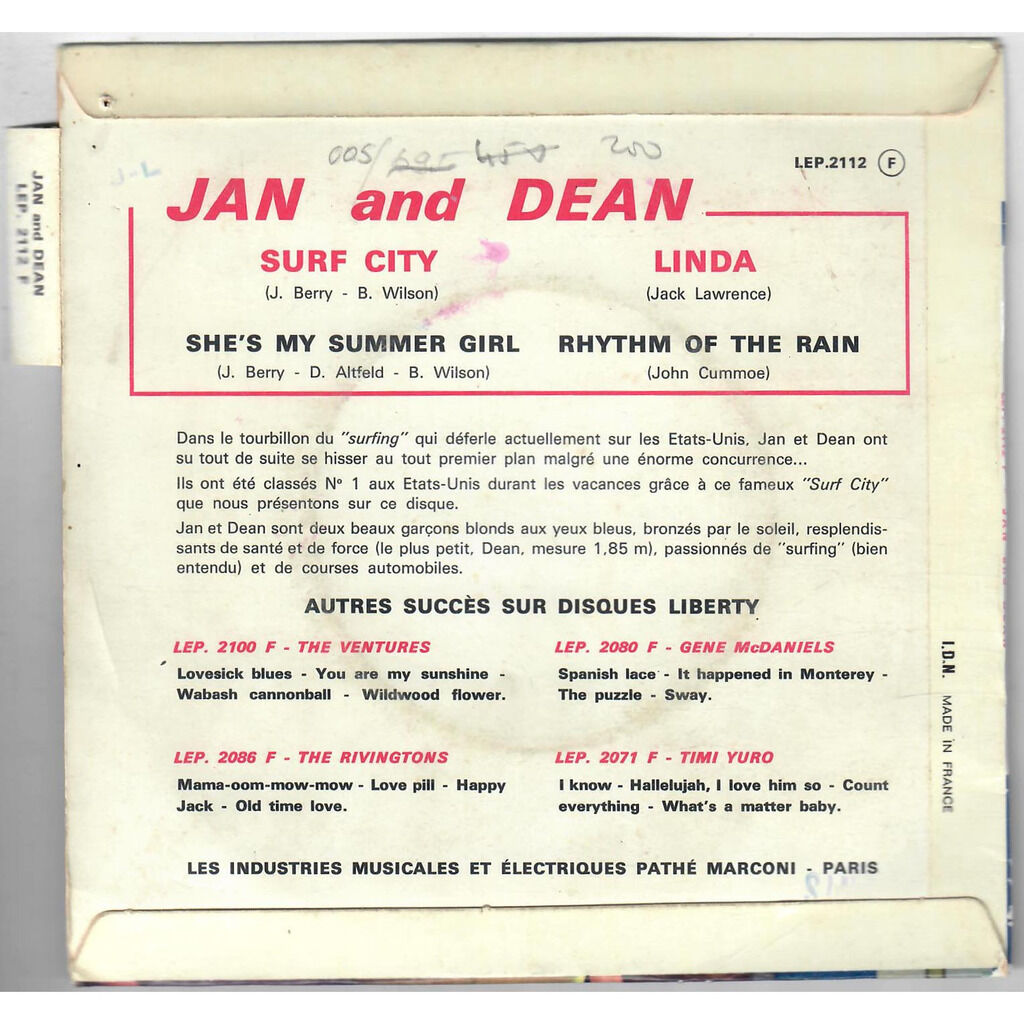 005/ 200
LEP.2112 F
JAN and DEAN
LEP. 2112 F
JAN and DEAN
SURF CITY
(J. Berry - B. Wilson)
LINDA
(Jack Lawrence)
SHE'S MY SUMMER GIRL
(J. Berry - D. Altfeld - B. Wilson)
RHYTHM OF THE RAIN
(John Cummoe)
Dans le tourbillon du "surfing" qui déferle actuellement sur les Etats-Unis, Jan et Dean ont
su tout de suite se hisser au tout premier plan malgré une énorme concurrence...
Ils ont été classés Nº 1 aux Etats-Unis durant les vacances grâce à ce fameux "Surf City"
que nous présentons sur ce disque.
Jan et Dean sont deux beaux garçons blonds aux yeux bleus, bronzés par le soleil, resplendis-
sants de santé et de force (le plus petit, Dean, mesure 1,85 m), passionnés de "surfing" (bien
entendu) et de courses automobiles.
AUTRES SUCCÈS SUR DISQUES LIBERTY
LEP. 2100 F - THE VENTURES
Lovesick blues - You are my sunshine -
Wabash cannonball - Wildwood flower.
LEP. 2080 F - GENE McDANIELS
Spanish lace - It happened in Monterey -
The puzzle - Sway.
LEP. 2086 F - THE RIVINGTONS
Mama-oom-mow-mow - Love pill - Happy
Jack - Old time love.
LEP. 2071 F - TIMI YURO
I know - Hallelujah, I love him so - Count
everything - What's a matter baby.
I.D.N. MADE IN FRANCE
LES INDUSTRIES MUSICALES ET ÉLECTRIQUES PATHÉ MARCONI - PARIS